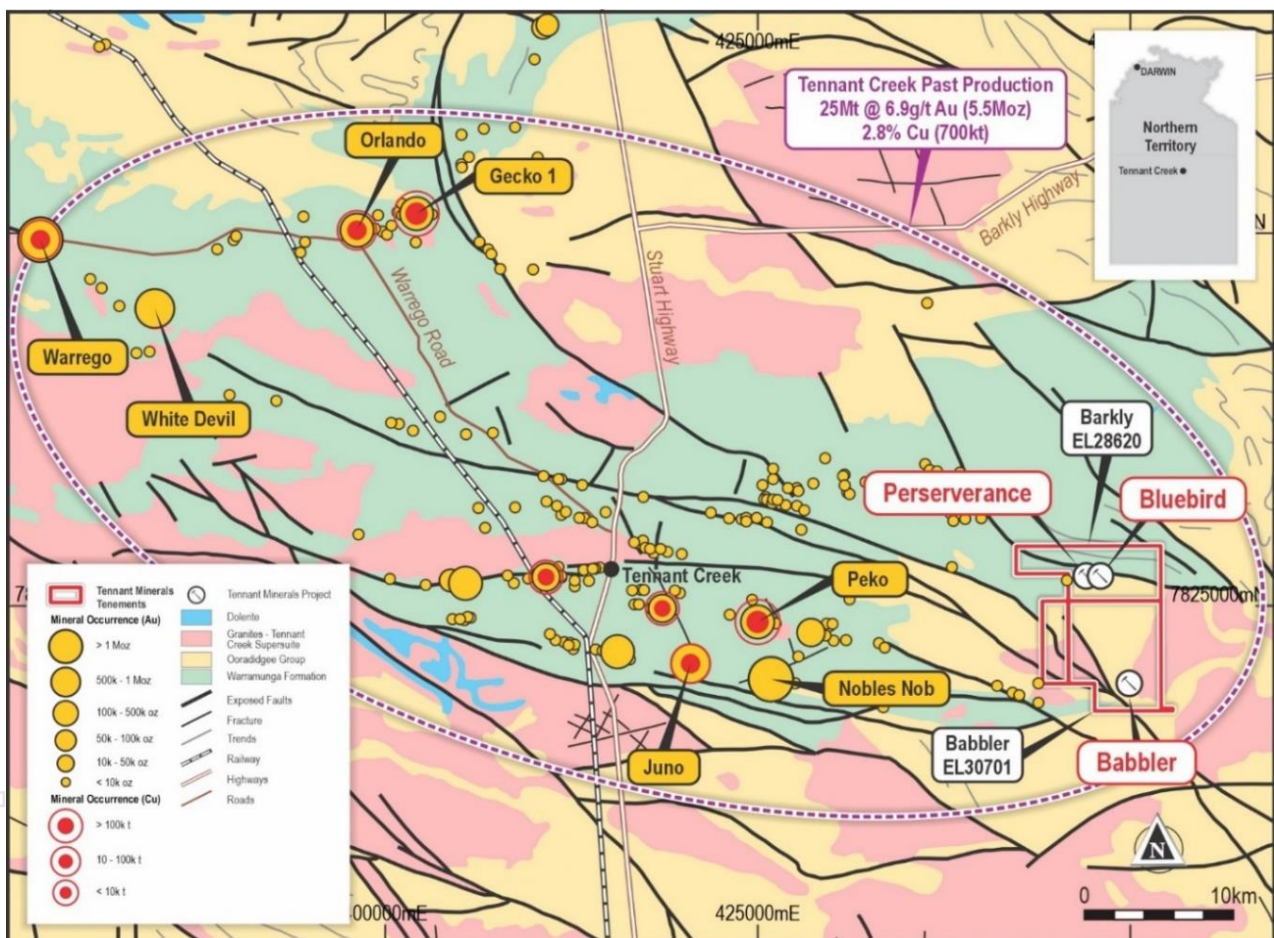 425000mE
Tennant Creek Past Production
25Mt @ 6.9g/t Au (5.5Moz)
2.8% Cu (700kt)
DARWIN
Northern
Territory
Tennant Creek
Orlando
Gecko 1
Barkly Highway
N
Stuart Highway
Warrego Road
Warrego
White Devil
Barkly
EL28620
Perserverance
Bluebird
Tennant Creek
Peko
7825000mN
Nobles Nob
Juno
Babbler
EL30701
Babbler
Tennant Minerals
Tenements
Mineral Occurrence (Au)
> 1 Moz
500k - 1 Moz
100k - 500k oz
50k - 100k oz
10k - 50k oz
< 10k oz
Mineral Occurrence (Cu)
> 100k t
10 - 100k t
< 10k t
Tennant Minerals Project
Dolerite
Granites - Tennant
Creek Supersuite
Ooradidgee Group
Warramunga Formation
Exposed Faults
Fracture
Trends
Railway
Highways
Roads
00000mE
425000mE
N
0
10km